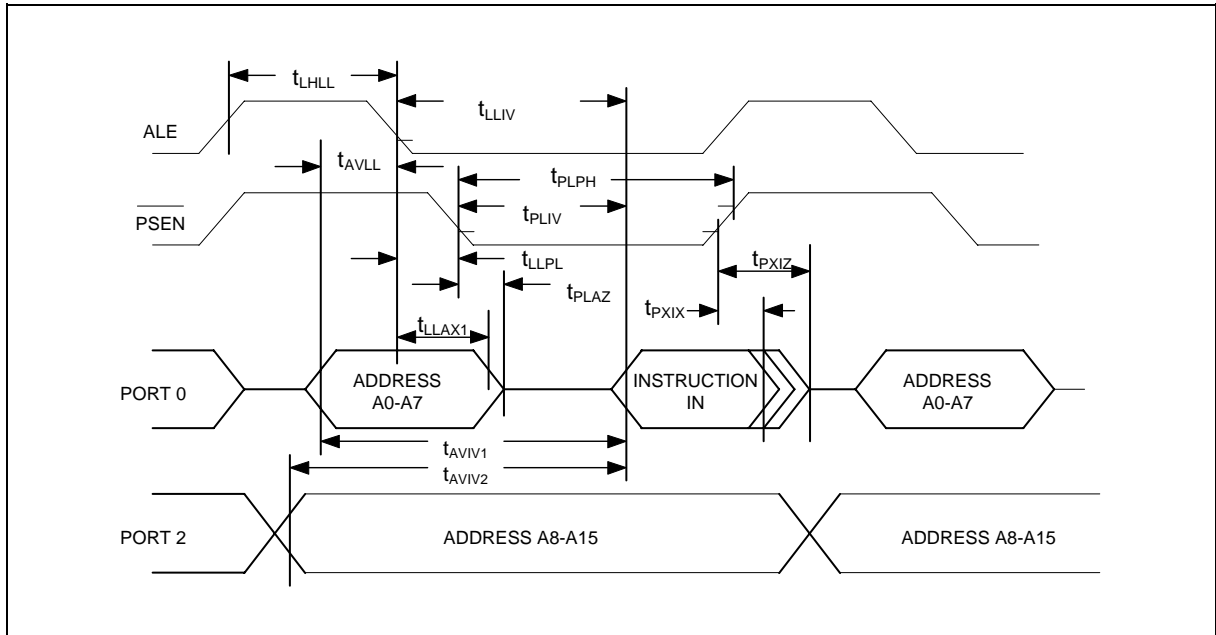 tLHLL
tLLIV
ALE
tAVLL
tPLPH
PSEN
tPLIV
tLLPL
tPXIZ
tPLAZ
tPXIX
tLLAX1
PORT 0
ADDRESS
A0-A7
INSTRUCTION
IN
ADDRESS
A0-A7
tAVIV1
tAVIV2
PORT 2
ADDRESS A8-A15
ADDRESS A8-A15